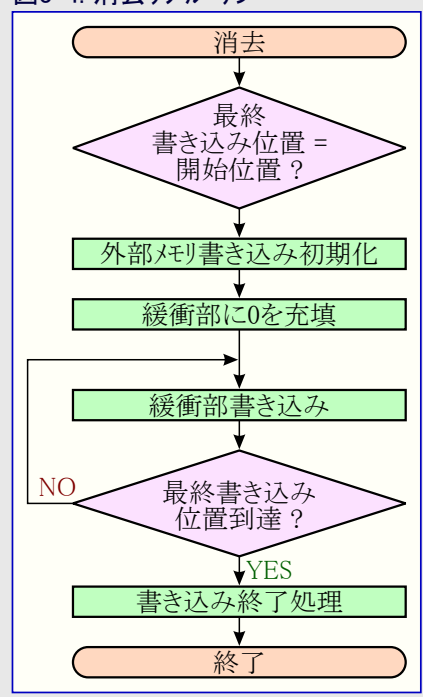 消去
最終
書き込み位置 =
開始位置 ?
外部ﾒﾓﾘ書き込み初期化
緩衝部に0を充填
緩衝部書き込み
NO
最終書き込み
位置到達 ?
YES
書き込み終了処理
終了